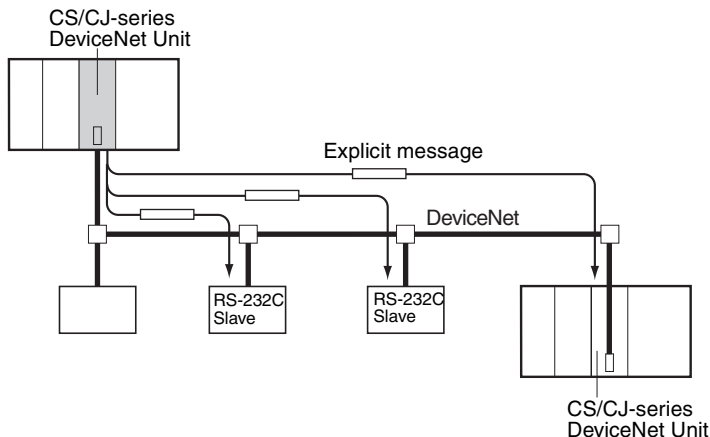 CS/CJ-series
DeviceNet Unit
Explicit message
DeviceNet
RS-232C
Slave
RS-232C
Slave
CS/CJ-series
DeviceNet Unit